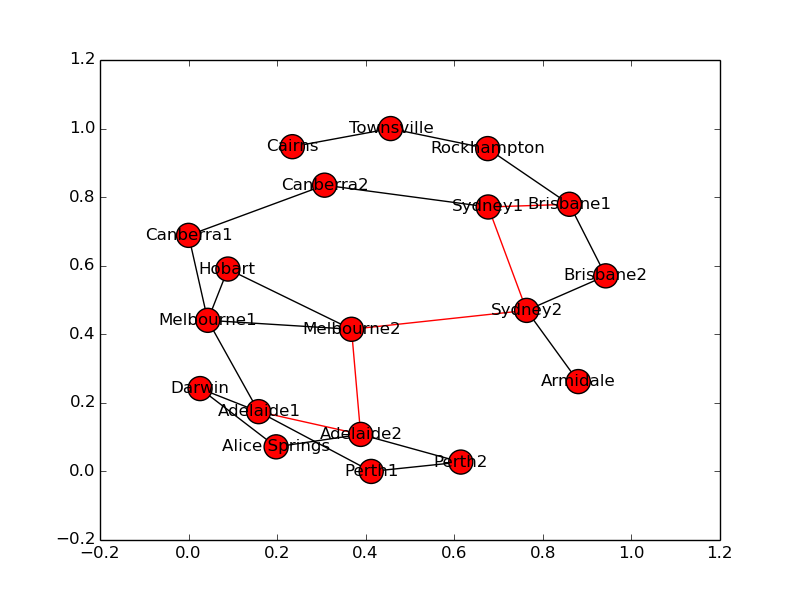 1.2
Townsville
1.0
Cairns
Rockhampton
Canberra2
0.8
Sydney1
Brisbane1
Canberra1
Hobart
0.6
Brisbane2
Sydney2
Melbourne1
Melbourne2
0.4
Armidale
Darwin
0.2
Adelaide1
Adelaide2
Alice Springs
Perth2
0.0
Perth1
−0.2
−0.2 0.0 0.2 0.4 0.6 0.8 1.0 1.2